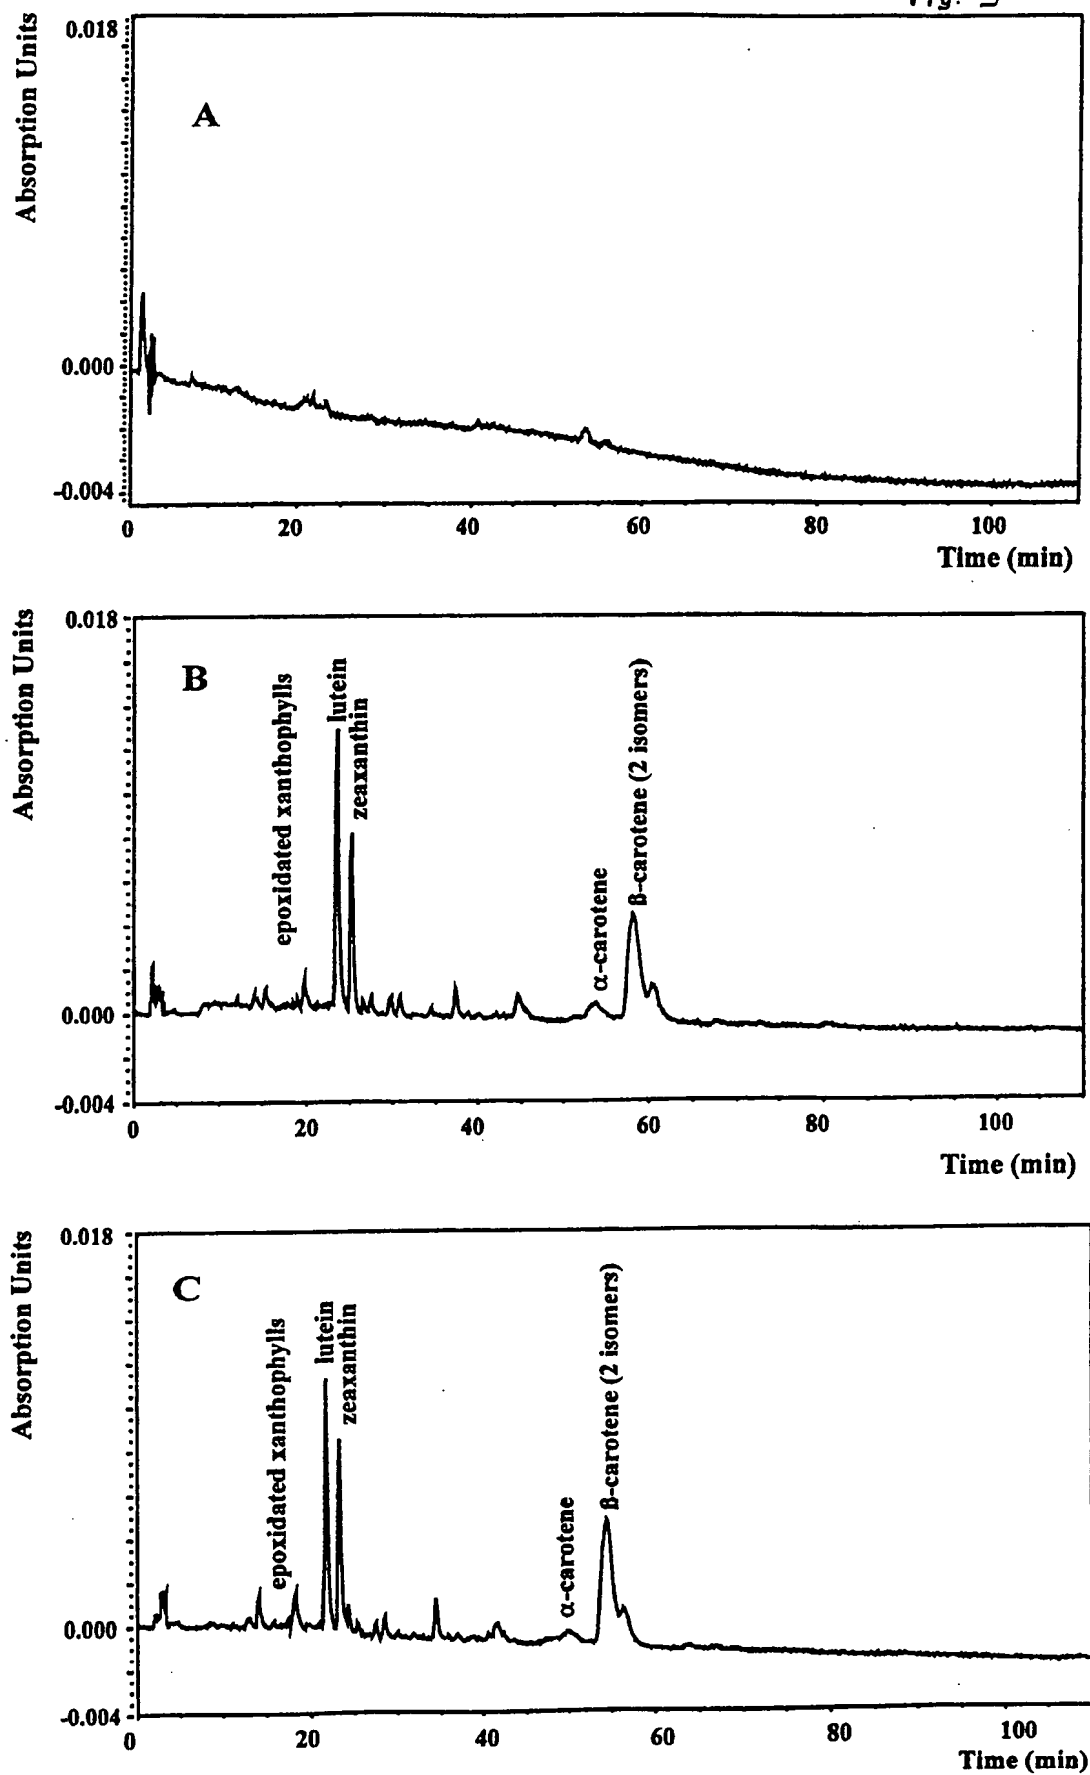 Fig. 5
0.018
Absorption Units
A
0.000
-0.004
0 20 40 60 80 100
Time (min)
0.018
Absorption Units
B
epoxidated xanthophylls
lutein
zeaxanthin
α-carotene
ß-carotene (2 isomers)
0.000
-0.004
0 20 40 60 80 100
Time (min)
0.018
Absorption Units
C
epoxidated xanthophylls
lutein
zeaxanthin
α-carotene
ß-carotene (2 isomers)
0.000
-0.004
0 20 40 60 80 100
Time (min)